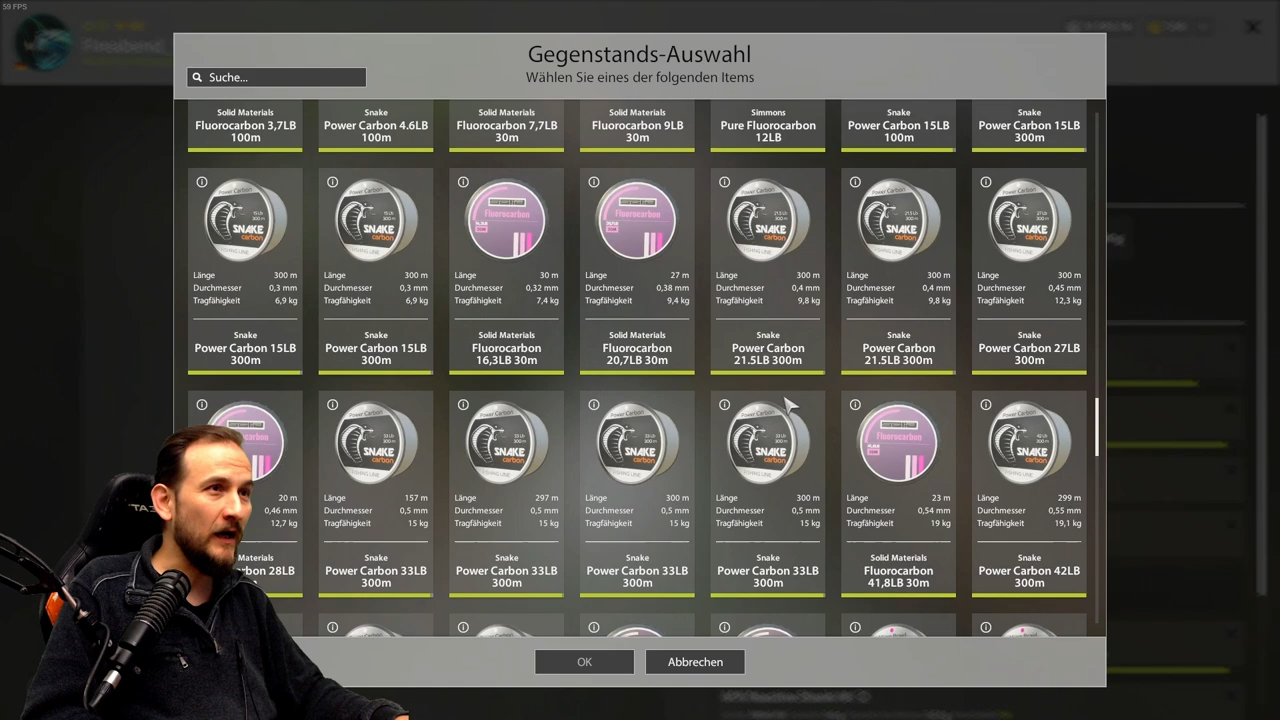 59 FPS
Gegenstands-Auswahl
Wählen Sie eines der folgenden Items
Suche...
Solid Materials
Fluorocarbon 3,7LB
100m
Snake
Power Carbon 4.6LB
100m
Solid Materials
Fluorocarbon 7,7LB
30m
Solid Materials
Fluorocarbon 9LB
30m
Simmons
Pure Fluorocarbon
12LB
Snake
Power Carbon 15LB
100m
Snake
Power Carbon 15LB
300m
Länge 300 m
Durchmesser 0,3 mm
Tragfähigkeit 6,9 kg
Snake
Power Carbon 15LB
300m
Länge 300 m
Durchmesser 0,3 mm
Tragfähigkeit 6,9 kg
Snake
Power Carbon 15LB
300m
Fluorocarbon
Länge 30 m
Durchmesser 0,32 mm
Tragfähigkeit 7,4 kg
Solid Materials
Fluorocarbon
16,3LB 30m
Fluorocarbon
Länge 27 m
Durchmesser 0,38 mm
Tragfähigkeit 9,4 kg
Solid Materials
Fluorocarbon
20,7LB 30m
Länge 300 m
Durchmesser 0,4 mm
Tragfähigkeit 9,8 kg
Snake
Power Carbon
21.5LB 300m
Länge 300 m
Durchmesser 0,4 mm
Tragfähigkeit 9,8 kg
Snake
Power Carbon
21.5LB 300m
Länge 300 m
Durchmesser 0,45 mm
Tragfähigkeit 12,3 kg
Snake
Power Carbon 27LB
300m
20 m
0,46 mm
12,7 kg
Materials
28LB
Länge 157 m
Durchmesser 0,5 mm
Tragfähigkeit 15 kg
Snake
Power Carbon 33LB
300m
Länge 297 m
Durchmesser 0,5 mm
Tragfähigkeit 15 kg
Snake
Power Carbon 33LB
300m
Länge 300 m
Durchmesser 0,5 mm
Tragfähigkeit 15 kg
Snake
Power Carbon 33LB
300m
Länge 300 m
Durchmesser 0,5 mm
Tragfähigkeit 15 kg
Snake
Power Carbon 33LB
300m
Fluorocarbon
Länge 23 m
Durchmesser 0,54 mm
Tragfähigkeit 19 kg
Solid Materials
Fluorocarbon
41,8LB 30m
Länge 299 m
Durchmesser 0,55 mm
Tragfähigkeit 19,1 kg
Snake
Power Carbon 42LB
300m
OK
Abbrechen